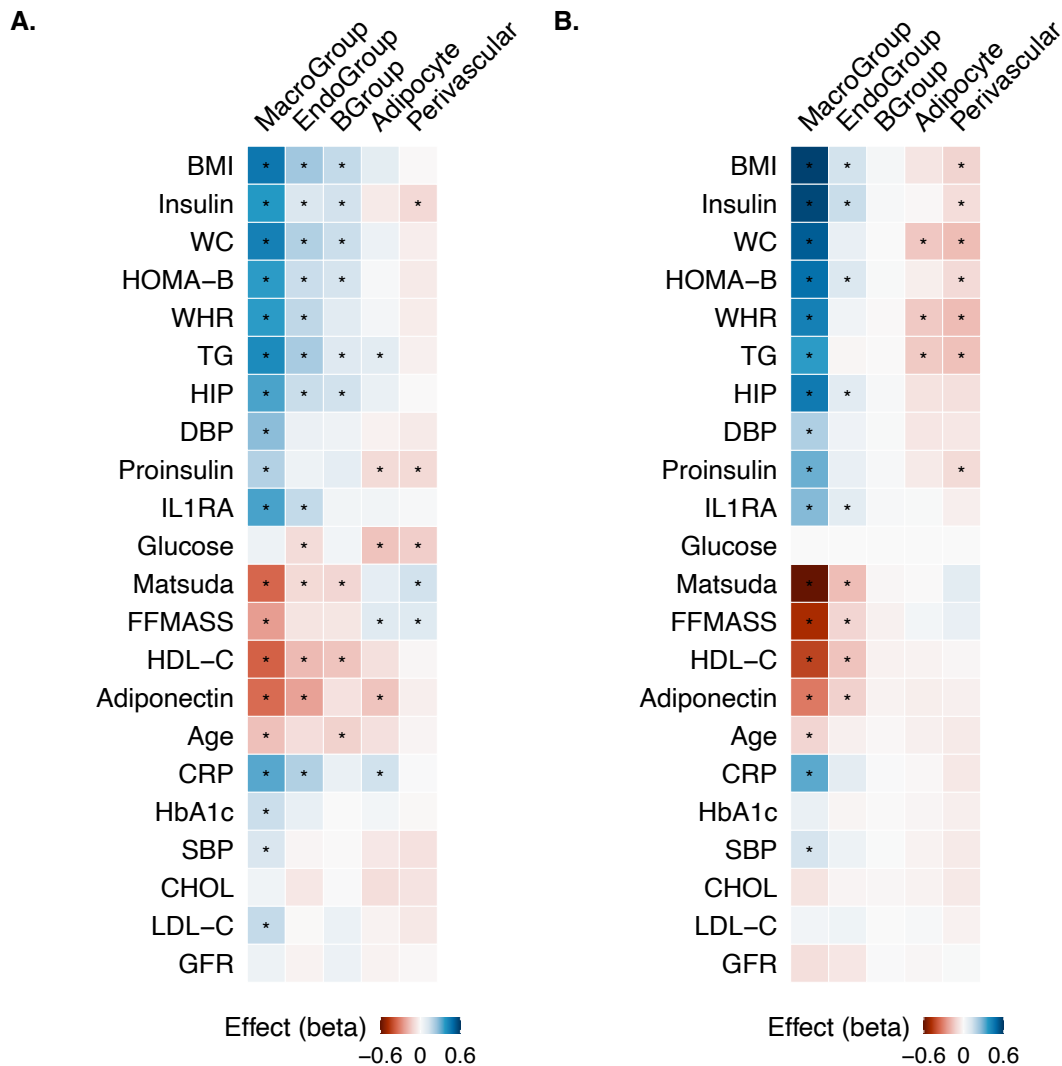 A.
MacroGroup
EndoGroup
BGroup
Adipocyte
Perivascular
BMI * * *
Insulin * * * *
WC * * *
HOMA−B * * *
WHR * *
TG * * * *
HIP * * *
DBP *
Proinsulin * * *
IL1RA * *
Glucose * * *
Matsuda * * * *
FFMASS * * *
HDL−C * * *
Adiponectin * * *
Age * *
CRP * * *
HbA1c *
SBP *
CHOL
LDL−C *
GFR
Effect (beta)
−0.6 0 0.6
B.
MacroGroup
EndoGroup
BGroup
Adipocyte
Perivascular
BMI * * *
Insulin * * *
WC * * *
HOMA−B * * *
WHR * * *
TG * * *
HIP * *
DBP *
Proinsulin * *
IL1RA * *
Glucose
Matsuda * *
FFMASS * *
HDL−C * *
Adiponectin * *
Age *
CRP *
HbA1c
SBP *
CHOL
LDL−C
GFR
Effect (beta)
−0.6 0 0.6